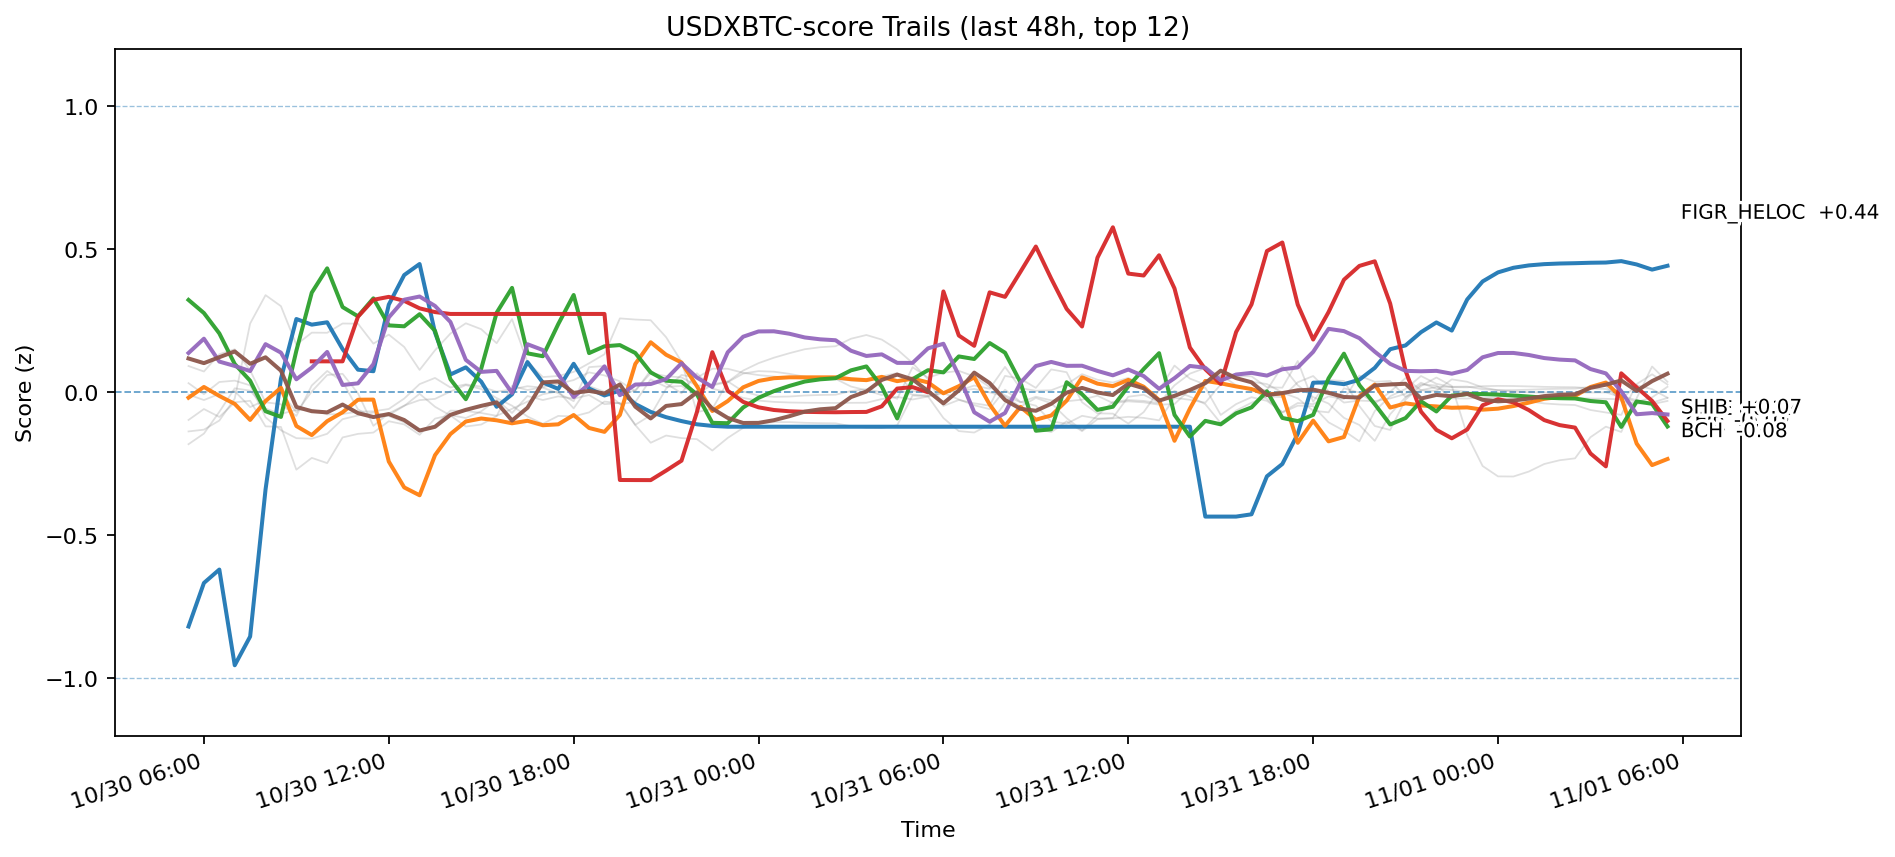 USDXBTC-score Trails (last 48h, top 12)
Score (z)
1.0
0.5
0.0
−0.5
−1.0
FIGR_HELOC +0.44
SHIB +0.07
BCH -0.08
10/30 06:00
10/30 12:00
10/30 18:00
10/31 00:00
10/31 06:00
10/31 12:00
10/31 18:00
11/01 00:00
11/01 06:00
Time